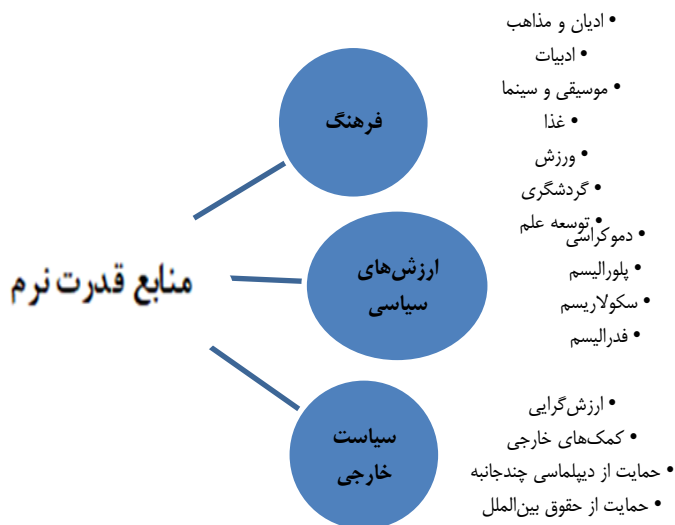 منابع قدرت نرم
فرهنگ
• ادیان و مذاهب
• ادبیات
• موسیقی و سینما
• غذا
• ورزش
• گردشگری
• توسعه علم
ارزش‌های
سیاسی
• دموکراسی
• پلورالیسم
• سکولاریسم
• فدرالیسم
سیاست
خارجی
• ارزش‌گرایی
• کمک‌های خارجی
• حمایت از دیپلماسی چندجانبه
• حمایت از حقوق بین‌الملل